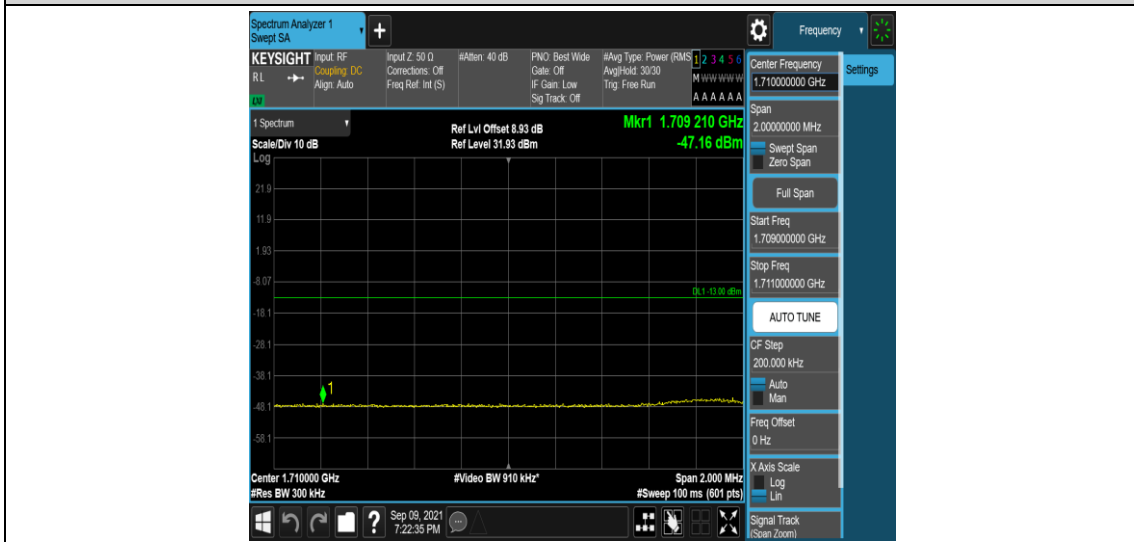 Spectrum Analyzer 1
Swept SA
+
Frequency
KEYSIGHT
RL
LXI
Input: RF
Coupling: DC
Align: Auto
Input Z: 50 Ω
Corrections: Off
Freq Ref: Int (S)
#Atten: 40 dB
PNO: Best Wide
Gate: Off
IF Gain: Low
Sig Track: Off
#Avg Type: Power (RMS
Avg|Hold: 30/30
Trig: Free Run
1 2 3 4 5 6
M W W W W W
A A A A A A
1 Spectrum
Scale/Div 10 dB
Log
Ref Lvl Offset 8.93 dB
Ref Level 31.93 dBm
Mkr1 1.709 210 GHz
-47.16 dBm
21.9
11.9
1.93
-8.07
DL1 -13.00 dBm
-18.1
-28.1
-38.1
1
-48.1
-58.1
Center 1.710000 GHz
#Res BW 300 kHz
#Video BW 910 kHz*
Span 2.000 MHz
#Sweep 100 ms (601 pts)
?
Sep 09, 2021
7:22:35 PM
Center Frequency
1.710000000 GHz
Settings
Span
2.00000000 MHz
Swept Span
Zero Span
Full Span
Start Freq
1.709000000 GHz
Stop Freq
1.711000000 GHz
AUTO TUNE
CF Step
200.000 kHz
Auto
Man
Freq Offset
0 Hz
X Axis Scale
Log
Lin
Signal Track
(Span Zoom)